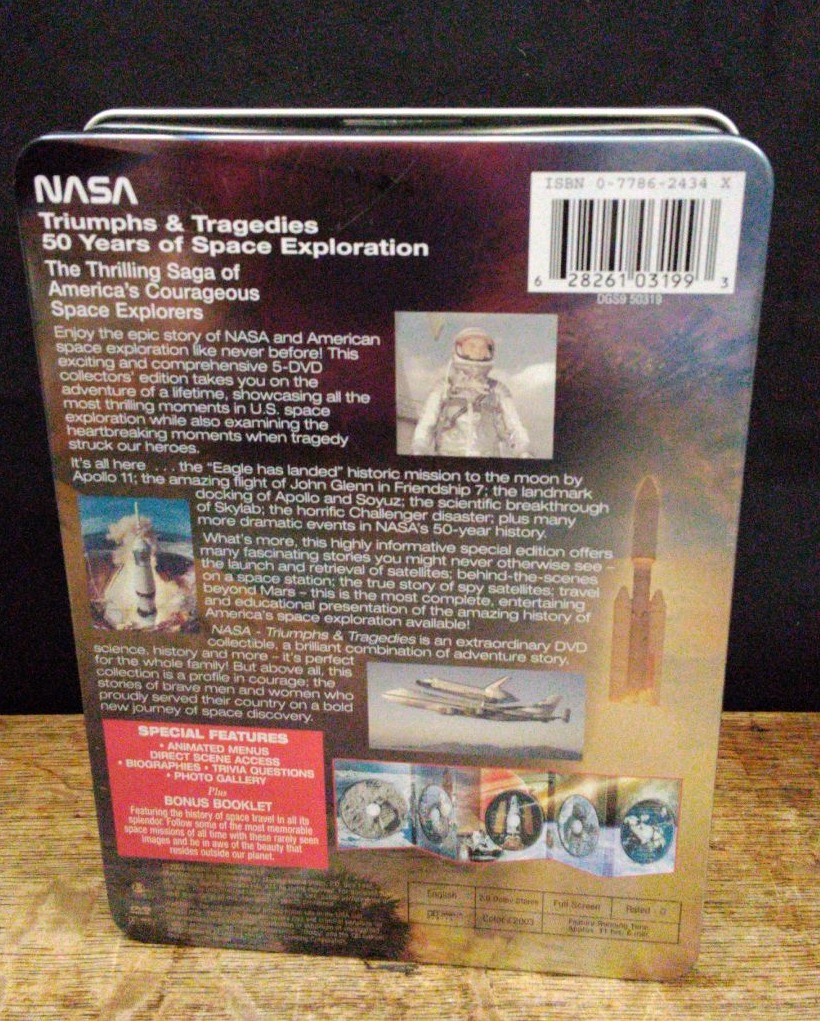 NASA
Triumphs & Tragedies
50 Years of Space Exploration
The Thrilling Saga of
America's Courageous
Space Explorers
ISBN 0-7786-2434 X
6 28261 03199 3
DGS9 50319
Enjoy the epic story of NASA and American
space exploration like never before! This
exciting and comprehensive 5-DVD
collectors' edition takes you on the
adventure of a lifetime, showcasing all the
most thrilling moments in U.S. space
exploration while also examining the
heartbreaking moments when tragedy
struck our heroes.
It's all here . . . the "Eagle has landed" historic mission to the moon by
Apollo 11; the amazing flight of John Glenn in Friendship 7; the landmark
docking of Apollo and Soyuz; the scientific breakthrough
of Skylab; the horrific Challenger disaster; plus many
more dramatic events in NASA's 50-year history.
What's more, this highly informative special edition offers
many fascinating stories you might never otherwise see –
the launch and retrieval of satellites; behind-the-scenes
on a space station; the true story of spy satellites; travel
beyond Mars – this is the most complete, entertaining
and educational presentation of the amazing history of
America's space exploration available!
NASA - Triumphs & Tragedies is an extraordinary DVD
collectible, a brilliant combination of adventure story,
science, history and more – it's perfect
for the whole family! But above all, this
collection is a profile in courage; the
stories of brave men and women who
proudly served their country on a bold
new journey of space discovery.
SPECIAL FEATURES
• ANIMATED MENUS
DIRECT SCENE ACCESS
• BIOGRAPHIES • TRIVIA QUESTIONS
• PHOTO GALLERY
Plus
BONUS BOOKLET
Featuring the history of space travel in all its
splendor. Follow some of the most memorable
space missions of all time with these rarely seen
images and be in awe of the beauty that
resides outside our planet.
English
Full Screen
Color / 2003
Feature Running Time
Approx. 11 hrs.